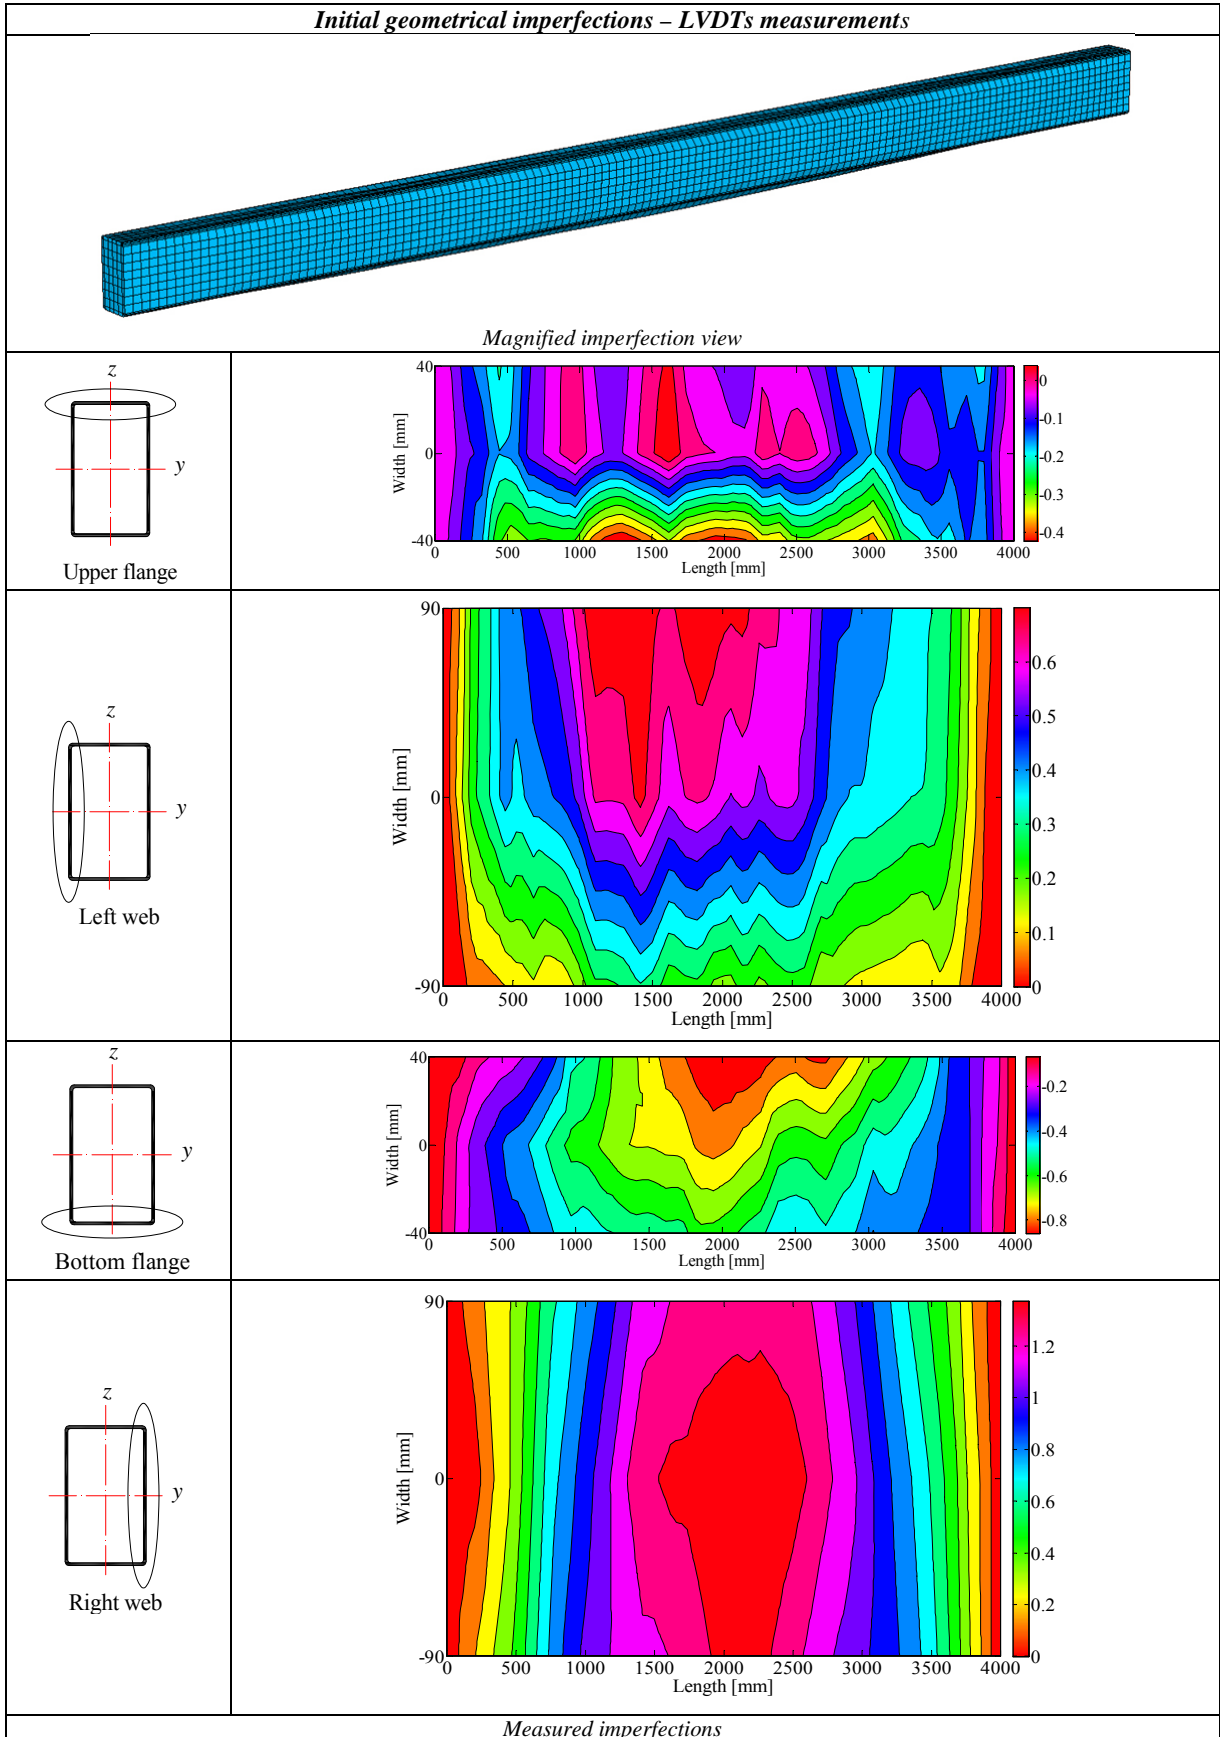 Initial geometrical imperfections – LVDTs measurements
Magnified imperfection view
z
y
Upper flange
Width [mm]
40
0
-40
0 500 1000 1500 2000 2500 3000 3500 4000
Length [mm]
0
-0.1
-0.2
-0.3
-0.4
z
y
Left web
Width [mm]
90
0
-90
0 500 1000 1500 2000 2500 3000 3500 4000
Length [mm]
0.6
0.5
0.4
0.3
0.2
0.1
0
z
y
Bottom flange
Width [mm]
40
0
-40
0 500 1000 1500 2000 2500 3000 3500 4000
Length [mm]
-0.2
-0.4
-0.6
-0.8
z
y
Right web
Width [mm]
90
0
-90
0 500 1000 1500 2000 2500 3000 3500 4000
Length [mm]
1.2
1
0.8
0.6
0.4
0.2
0
Measured imperfections